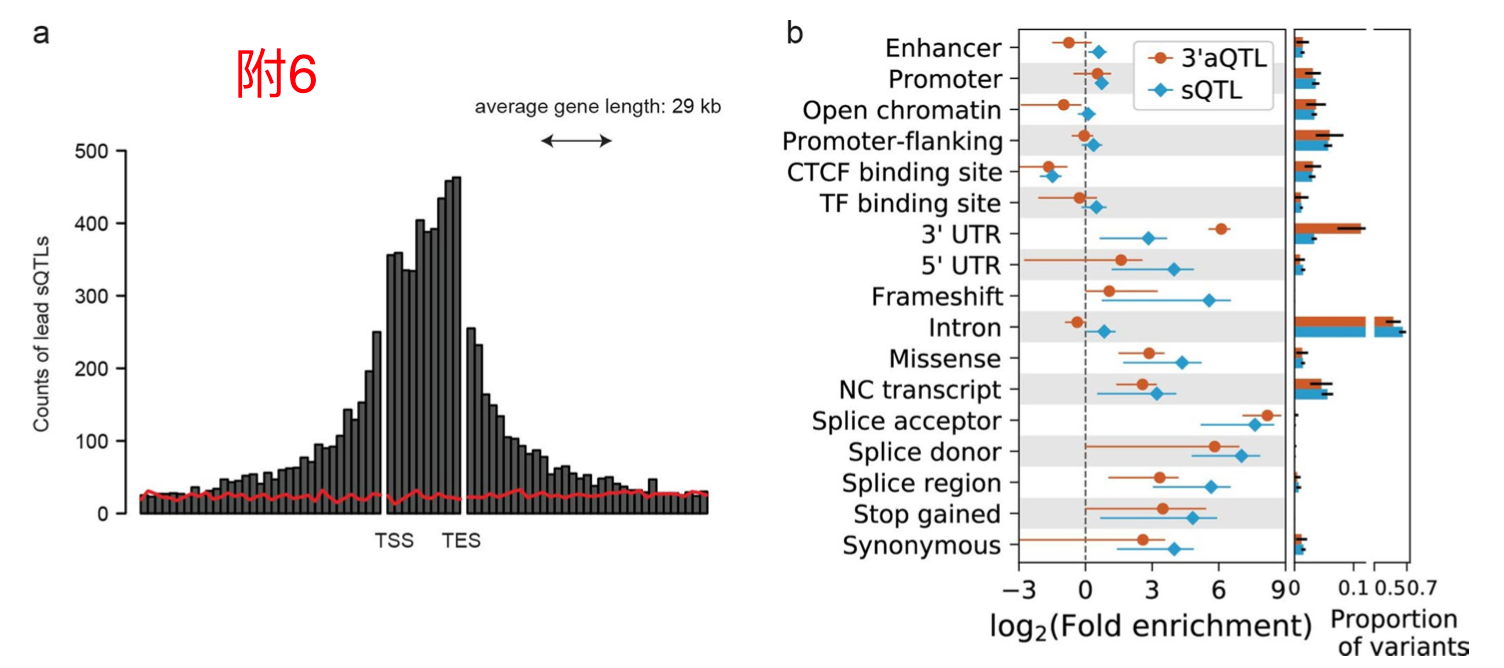 a
附6
average gene length: 29 kb
500
400
300
200
100
0
Counts of lead sQTLs
TSS TES
b
3'aQTL
sQTL
Enhancer
Promoter
Open chromatin
Promoter-flanking
CTCF binding site
TF binding site
3' UTR
5' UTR
Frameshift
Intron
Missense
NC transcript
Splice acceptor
Splice donor
Splice region
Stop gained
Synonymous
−3 0 3 6 9
log₂(Fold enrichment)
0 0.1 0.5 0.7
Proportion
of variants